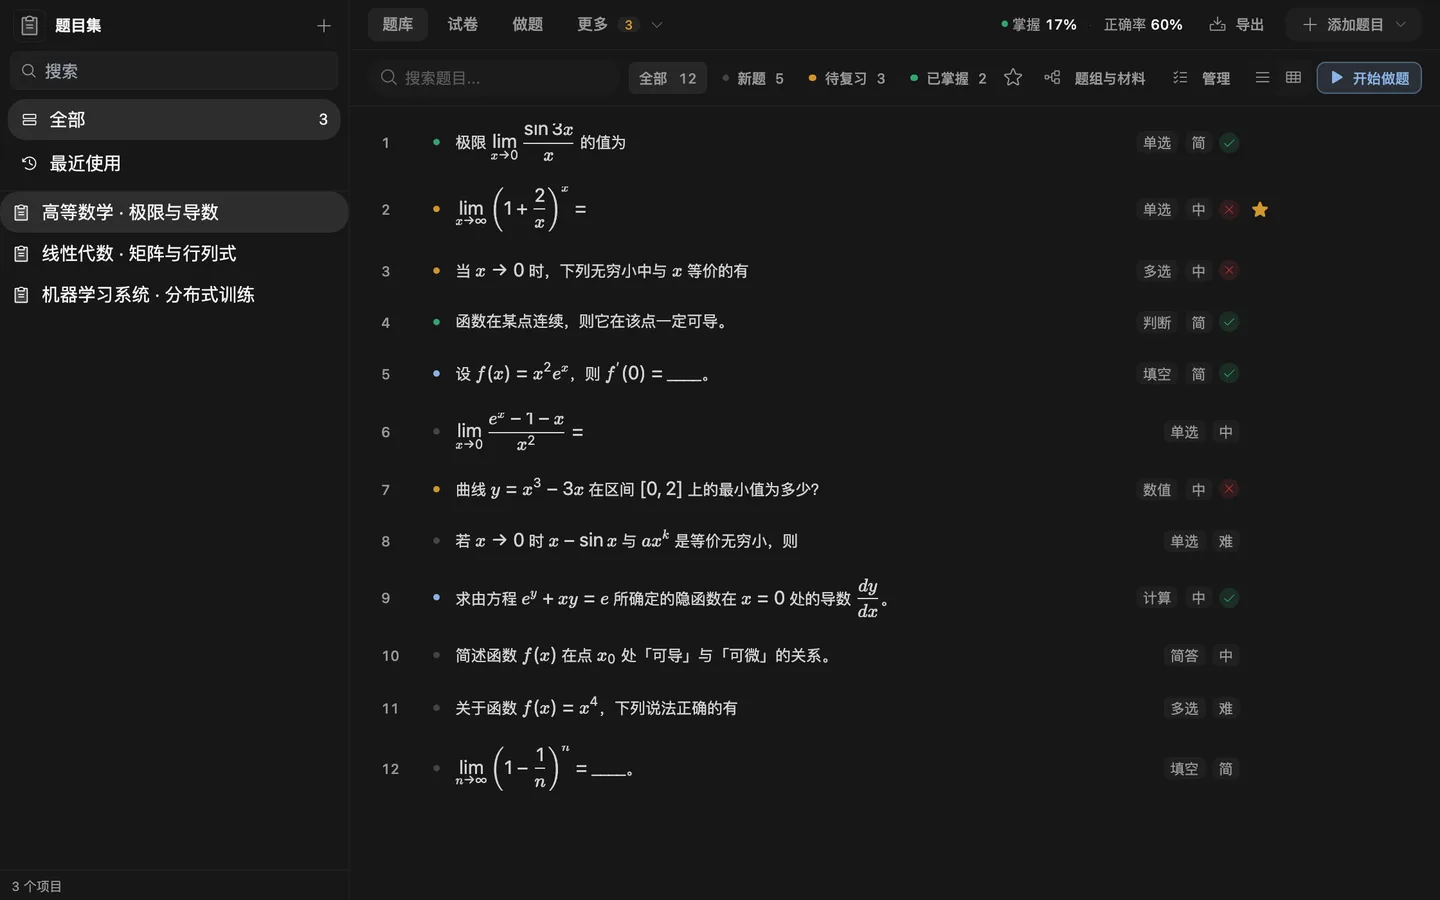 题目集
搜索
全部 3
最近使用
高等数学 · 极限与导数
线性代数 · 矩阵与行列式
机器学习系统 · 分布式训练
3 个项目
题库 试卷 做题 更多 3 掌握 17% · 正确率 60% 导出 添加题目
搜索题目... 全部 12 新题 5 待复习 3 已掌握 2 题组与材料 管理 开始做题
1 极限 lim x→0 sin 3x / x 的值为 单选 简
2 lim x→∞ (1 + 2/x)^x = 单选 中
3 当 x → 0 时，下列无穷小中与 x 等价的有 多选 中
4 函数在某点连续，则它在该点一定可导。 判断 简
5 设 f(x) = x²eˣ，则 f′(0) = ____。 填空 简
6 lim x→0 (eˣ − 1 − x) / x² = 单选 中
7 曲线 y = x³ − 3x 在区间 [0, 2] 上的最小值为多少？ 数值 中
8 若 x → 0 时 x − sin x 与 axᵏ 是等价无穷小，则 单选 难
9 求由方程 eʸ + xy = e 所确定的隐函数在 x = 0 处的导数 dy/dx。 计算 中
10 简述函数 f(x) 在点 x₀ 处「可导」与「可微」的关系。 简答 中
11 关于函数 f(x) = x⁴，下列说法正确的有 多选 难
12 lim n→∞ (1 − 1/n)^n = ____。 填空 简